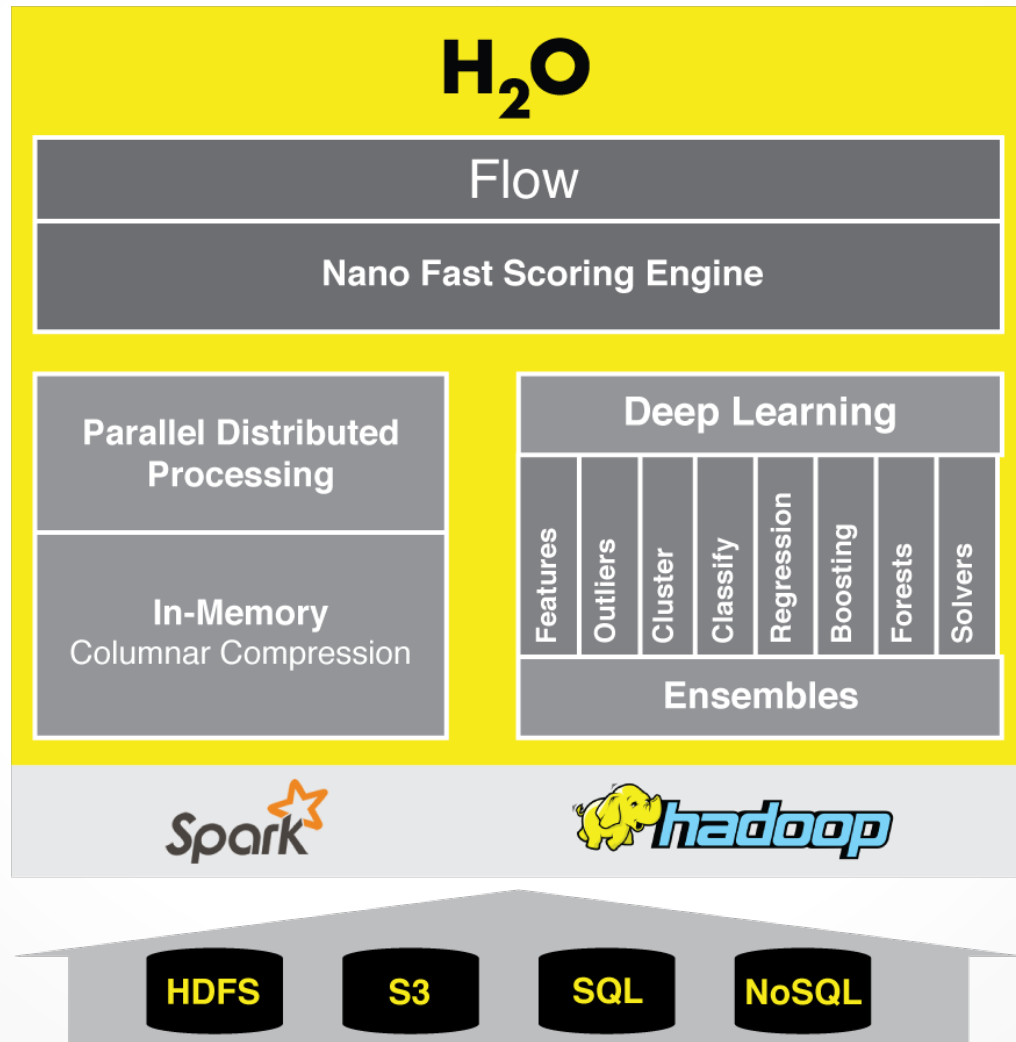 H2O
Flow
Nano Fast Scoring Engine
Parallel Distributed
Processing
In-Memory
Columnar Compression
Deep Learning
Features
Outliers
Cluster
Classify
Regression
Boosting
Forests
Solvers
Ensembles
Spark
hadoop
HDFS
S3
SQL
NoSQL